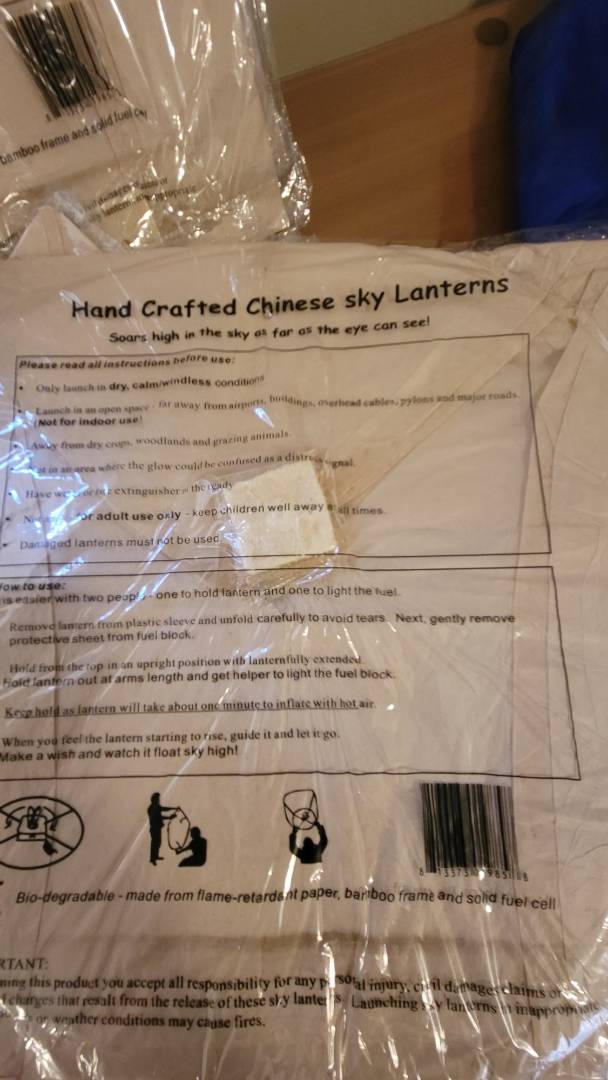 bamboo frame and solid fuel
Hand Crafted Chinese sky Lanterns
Soars high in the sky as far as the eye can see!
Please read all instructions before use:
• Only launch in dry, calm/windless conditions
• Launch in an open space - far away from airports, buildings, overhead cables, pylons and major roads.
(Not for indoor use!
• Away from dry crops, woodlands and grazing animals.
in an area where the glow could be confused as a distress signal.
• Have extinguisher the ready
• for adult use only - keep children well away at all times.
Damaged lanterns must not be used.
How to use:
is easier with two people - one to hold lantern and one to light the fuel.
Remove lantern from plastic sleeve and unfold carefully to avoid tears. Next, gently remove
protective sheet from fuel block.
Hold from the top in an upright position with lantern fully extended.
Hold lantern out at arms length and get helper to light the fuel block.
Keep hold as lantern will take about one minute to inflate with hot air.
When you feel the lantern starting to rise, guide it and let it go.
Make a wish and watch it float sky high!
Bio-degradable - made from flame-retardant paper, bamboo frame and solid fuel cell
RTANT:
this product you accept all responsibility for any personal injury, civil damages claims or
charges that result from the release of these sky lanterns. Launching sky lanterns in inappropriate
or weather conditions may cause fires.